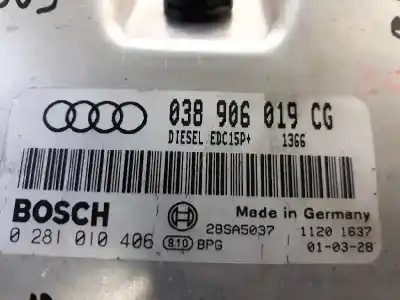 038 906 019 CG
DIESEL EDC15P+ 1366
BOSCH
Made in Germany
28SA5037 1120 1637
0 281 010 406 B.10 BPG 01-03-28